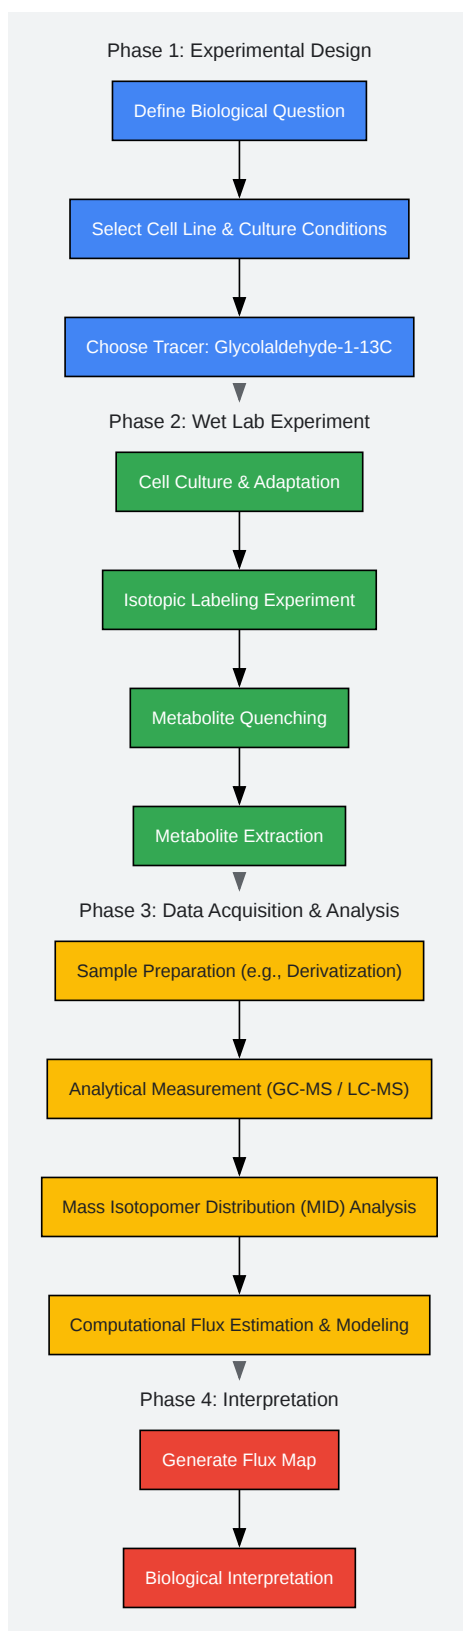 Phase 1: Experimental Design
Define Biological Question
Select Cell Line & Culture Conditions
Choose Tracer: Glycolaldehyde-1-13C
Phase 2: Wet Lab Experiment
Cell Culture & Adaptation
Isotopic Labeling Experiment
Metabolite Quenching
Metabolite Extraction
Phase 3: Data Acquisition & Analysis
Sample Preparation (e.g., Derivatization)
Analytical Measurement (GC-MS / LC-MS)
Mass Isotopomer Distribution (MID) Analysis
Computational Flux Estimation & Modeling
Phase 4: Interpretation
Generate Flux Map
Biological Interpretation